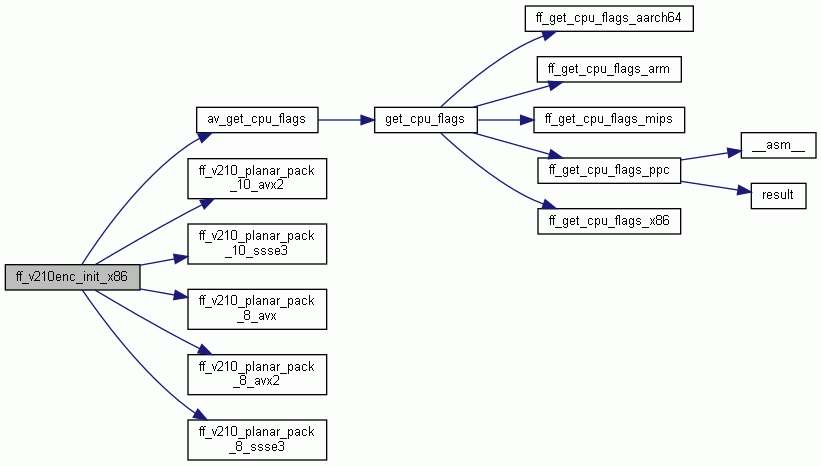 ff_v210enc_init_x86
av_get_cpu_flags
ff_v210_planar_pack
_10_avx2
ff_v210_planar_pack
_10_ssse3
ff_v210_planar_pack
_8_avx
ff_v210_planar_pack
_8_avx2
ff_v210_planar_pack
_8_ssse3
get_cpu_flags
ff_get_cpu_flags_aarch64
ff_get_cpu_flags_arm
ff_get_cpu_flags_mips
ff_get_cpu_flags_ppc
ff_get_cpu_flags_x86
__asm__
result